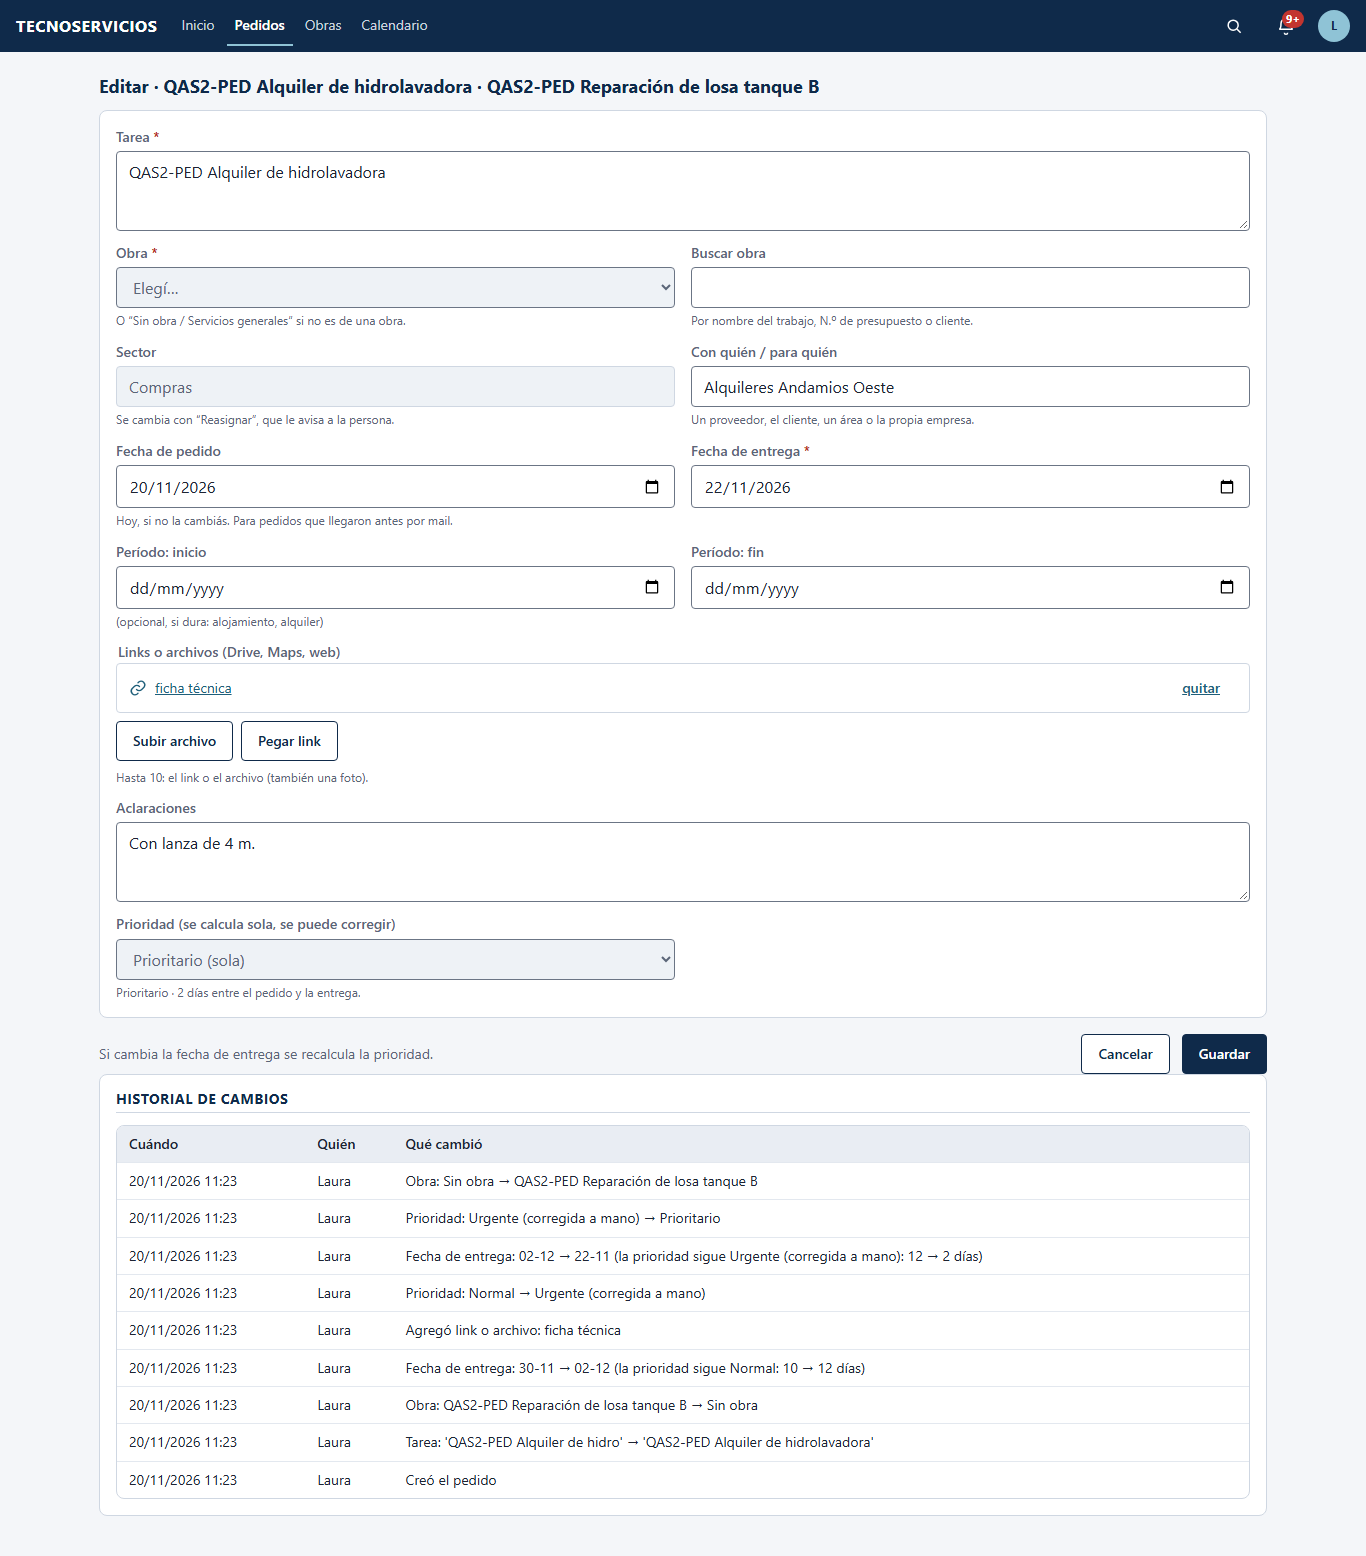 TECNOSERVICIOS Inicio Pedidos Obras Calendario 9+ L
Editar · QAS2-PED Alquiler de hidrolavadora · QAS2-PED Reparación de losa tanque B
Tarea *
QAS2-PED Alquiler de hidrolavadora
Obra * Buscar obra
Elegí...
O “Sin obra / Servicios generales” si no es de una obra. Por nombre del trabajo, N.º de presupuesto o cliente.
Sector Con quién / para quién
Compras Alquileres Andamios Oeste
Se cambia con “Reasignar”, que le avisa a la persona. Un proveedor, el cliente, un área o la propia empresa.
Fecha de pedido Fecha de entrega *
20/11/2026 22/11/2026
Hoy, si no la cambiás. Para pedidos que llegaron antes por mail.
Período: inicio Período: fin
dd/mm/yyyy dd/mm/yyyy
(opcional, si dura: alojamiento, alquiler)
Links o archivos (Drive, Maps, web)
ficha técnica quitar
Subir archivo Pegar link
Hasta 10: el link o el archivo (también una foto).
Aclaraciones
Con lanza de 4 m.
Prioridad (se calcula sola, se puede corregir)
Prioritario (sola)
Prioritario · 2 días entre el pedido y la entrega.
Si cambia la fecha de entrega se recalcula la prioridad. Cancelar Guardar
HISTORIAL DE CAMBIOS
Cuándo Quién Qué cambió
20/11/2026 11:23 Laura Obra: Sin obra → QAS2-PED Reparación de losa tanque B
20/11/2026 11:23 Laura Prioridad: Urgente (corregida a mano) → Prioritario
20/11/2026 11:23 Laura Fecha de entrega: 02-12 → 22-11 (la prioridad sigue Urgente (corregida a mano): 12 → 2 días)
20/11/2026 11:23 Laura Prioridad: Normal → Urgente (corregida a mano)
20/11/2026 11:23 Laura Agregó link o archivo: ficha técnica
20/11/2026 11:23 Laura Fecha de entrega: 30-11 → 02-12 (la prioridad sigue Normal: 10 → 12 días)
20/11/2026 11:23 Laura Obra: QAS2-PED Reparación de losa tanque B → Sin obra
20/11/2026 11:23 Laura Tarea: 'QAS2-PED Alquiler de hidro' → 'QAS2-PED Alquiler de hidrolavadora'
20/11/2026 11:23 Laura Creó el pedido